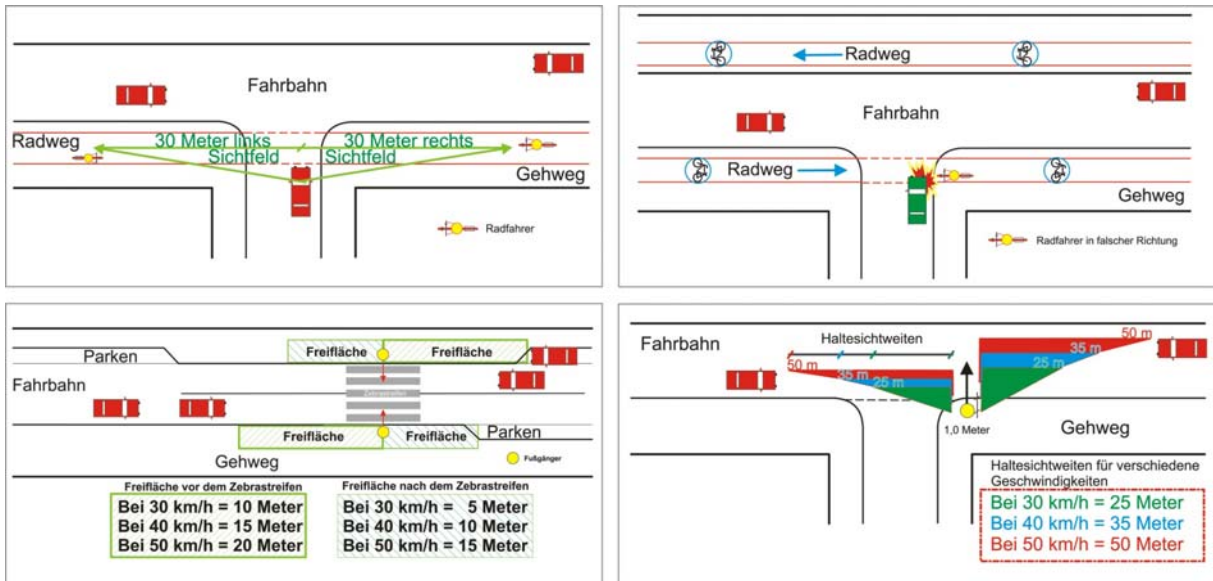 Fahrbahn
Radweg
30 Meter links
30 Meter rechts
Sichtfeld
Sichtfeld
Gehweg
Radfahrer
Radweg
Fahrbahn
Radweg
Gehweg
Radfahrer in falscher Richtung
Parken
Freifläche
Freifläche
Fahrbahn
Zebrastreifen
Freifläche
Freifläche
Parken
Gehweg
Fußgänger
Freifläche vor dem Zebrastreifen
Bei 30 km/h = 10 Meter
Bei 40 km/h = 15 Meter
Bei 50 km/h = 20 Meter
Freifläche nach dem Zebrastreifen
Bei 30 km/h = 5 Meter
Bei 40 km/h = 10 Meter
Bei 50 km/h = 15 Meter
Fahrbahn
Haltesichtweiten
50 m
35 m
25 m
50 m
35 m
25 m
1,0 Meter
Gehweg
Haltesichtweiten für verschiedene
Geschwindigkeiten
Bei 30 km/h = 25 Meter
Bei 40 km/h = 35 Meter
Bei 50 km/h = 50 Meter